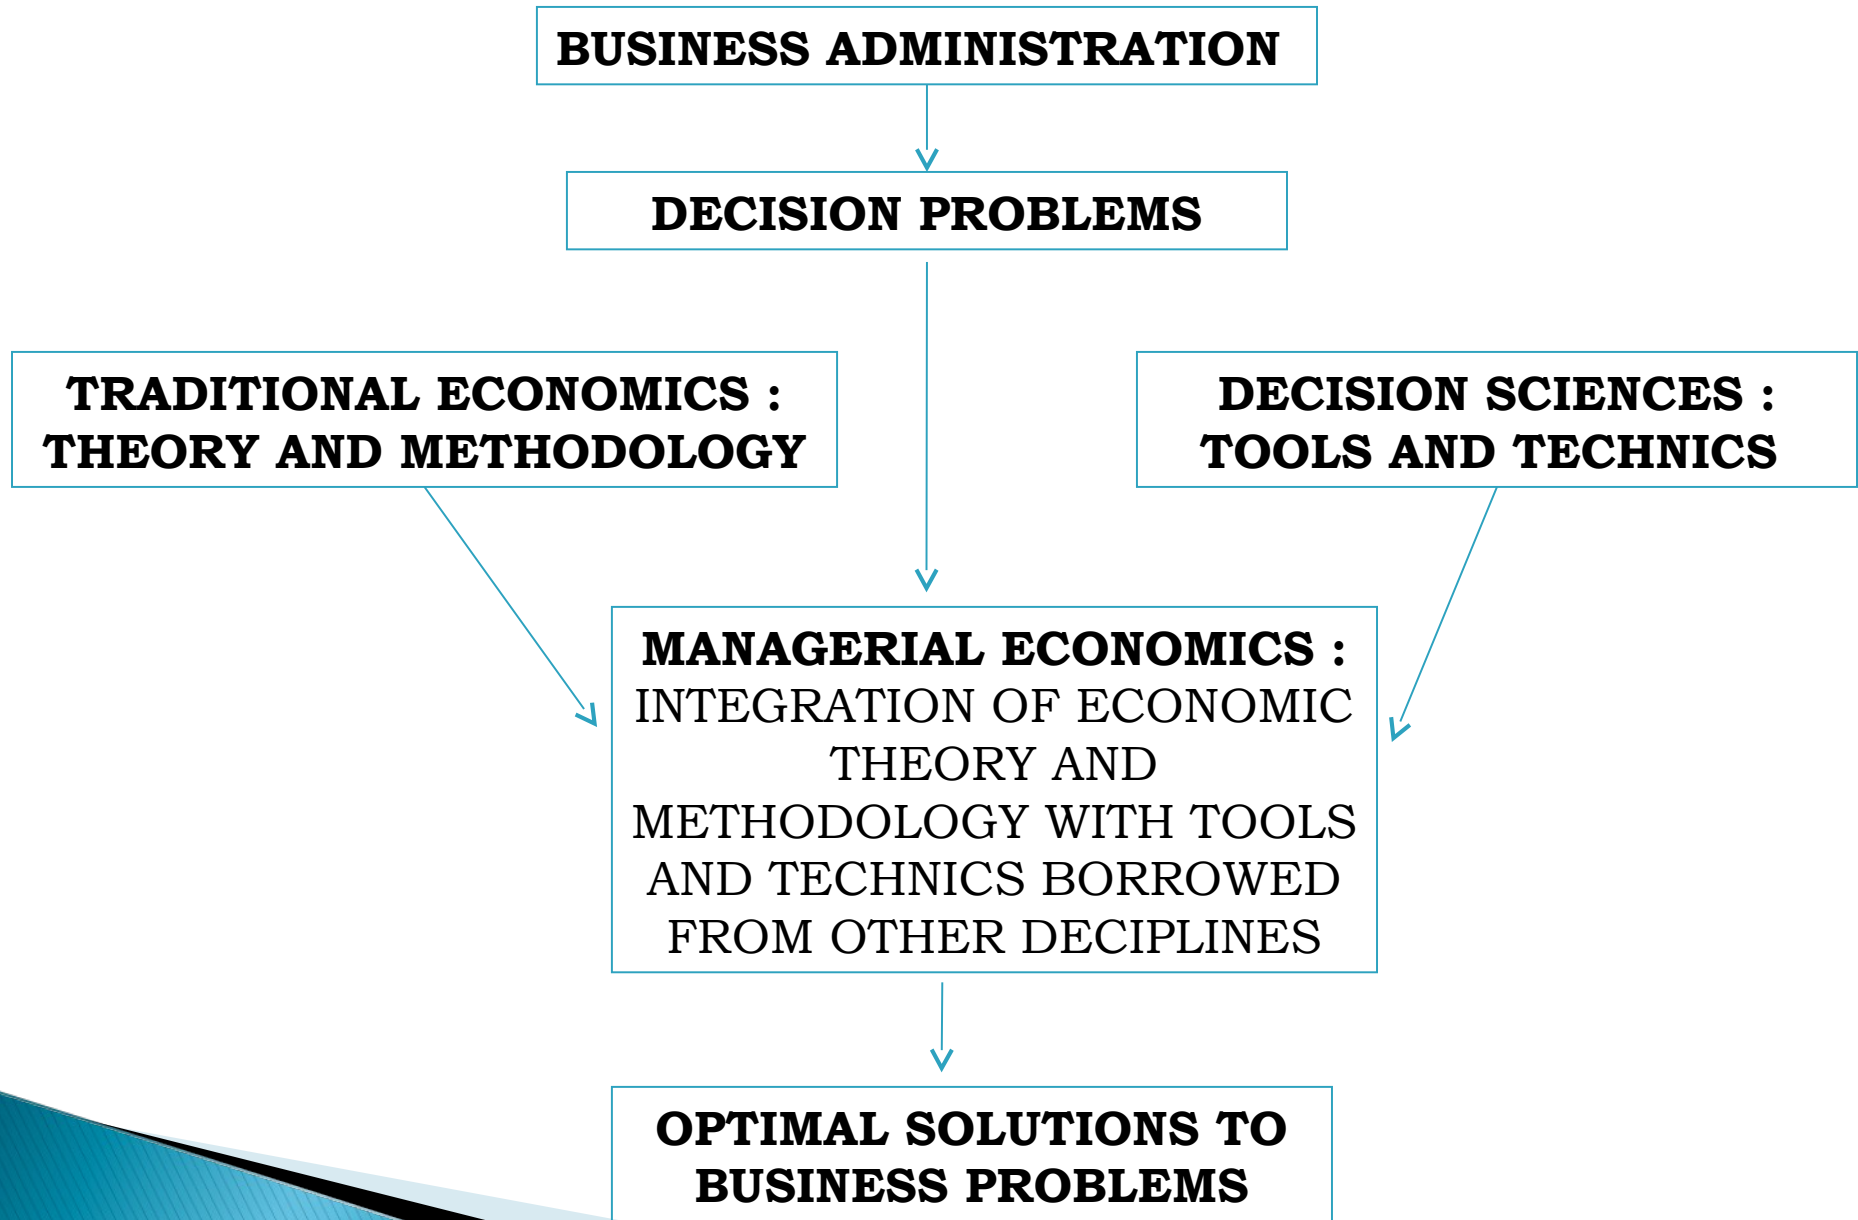 BUSINESS ADMINISTRATION
DECISION PROBLEMS
TRADITIONAL ECONOMICS :
THEORY AND METHODOLOGY
DECISION SCIENCES :
TOOLS AND TECHNICS
MANAGERIAL ECONOMICS :
INTEGRATION OF ECONOMIC
THEORY AND
METHODOLOGY WITH TOOLS
AND TECHNICS BORROWED
FROM OTHER DECIPLINES
OPTIMAL SOLUTIONS TO
BUSINESS PROBLEMS